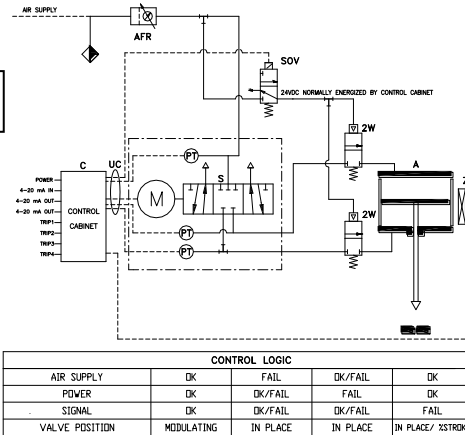 AIR SUPPLY
AFR
SOV
24VDC NORMALLY ENERGIZED BY CONTROL CABINET
2W
C
UC
PT
S
A
POWER
4-20 mA IN
4-20 mA OUT
4-20 mA OUT
TRIP1
TRIP2
TRIP3
TRIP4
CONTROL
CABINET
M
PT
PT
2W
CONTROL LOGIC
AIR SUPPLY OK FAIL OK/FAIL OK
POWER OK OK/FAIL FAIL OK
SIGNAL OK OK/FAIL OK/FAIL FAIL
VALVE POSITION MODULATING IN PLACE IN PLACE IN PLACE/ %STROK